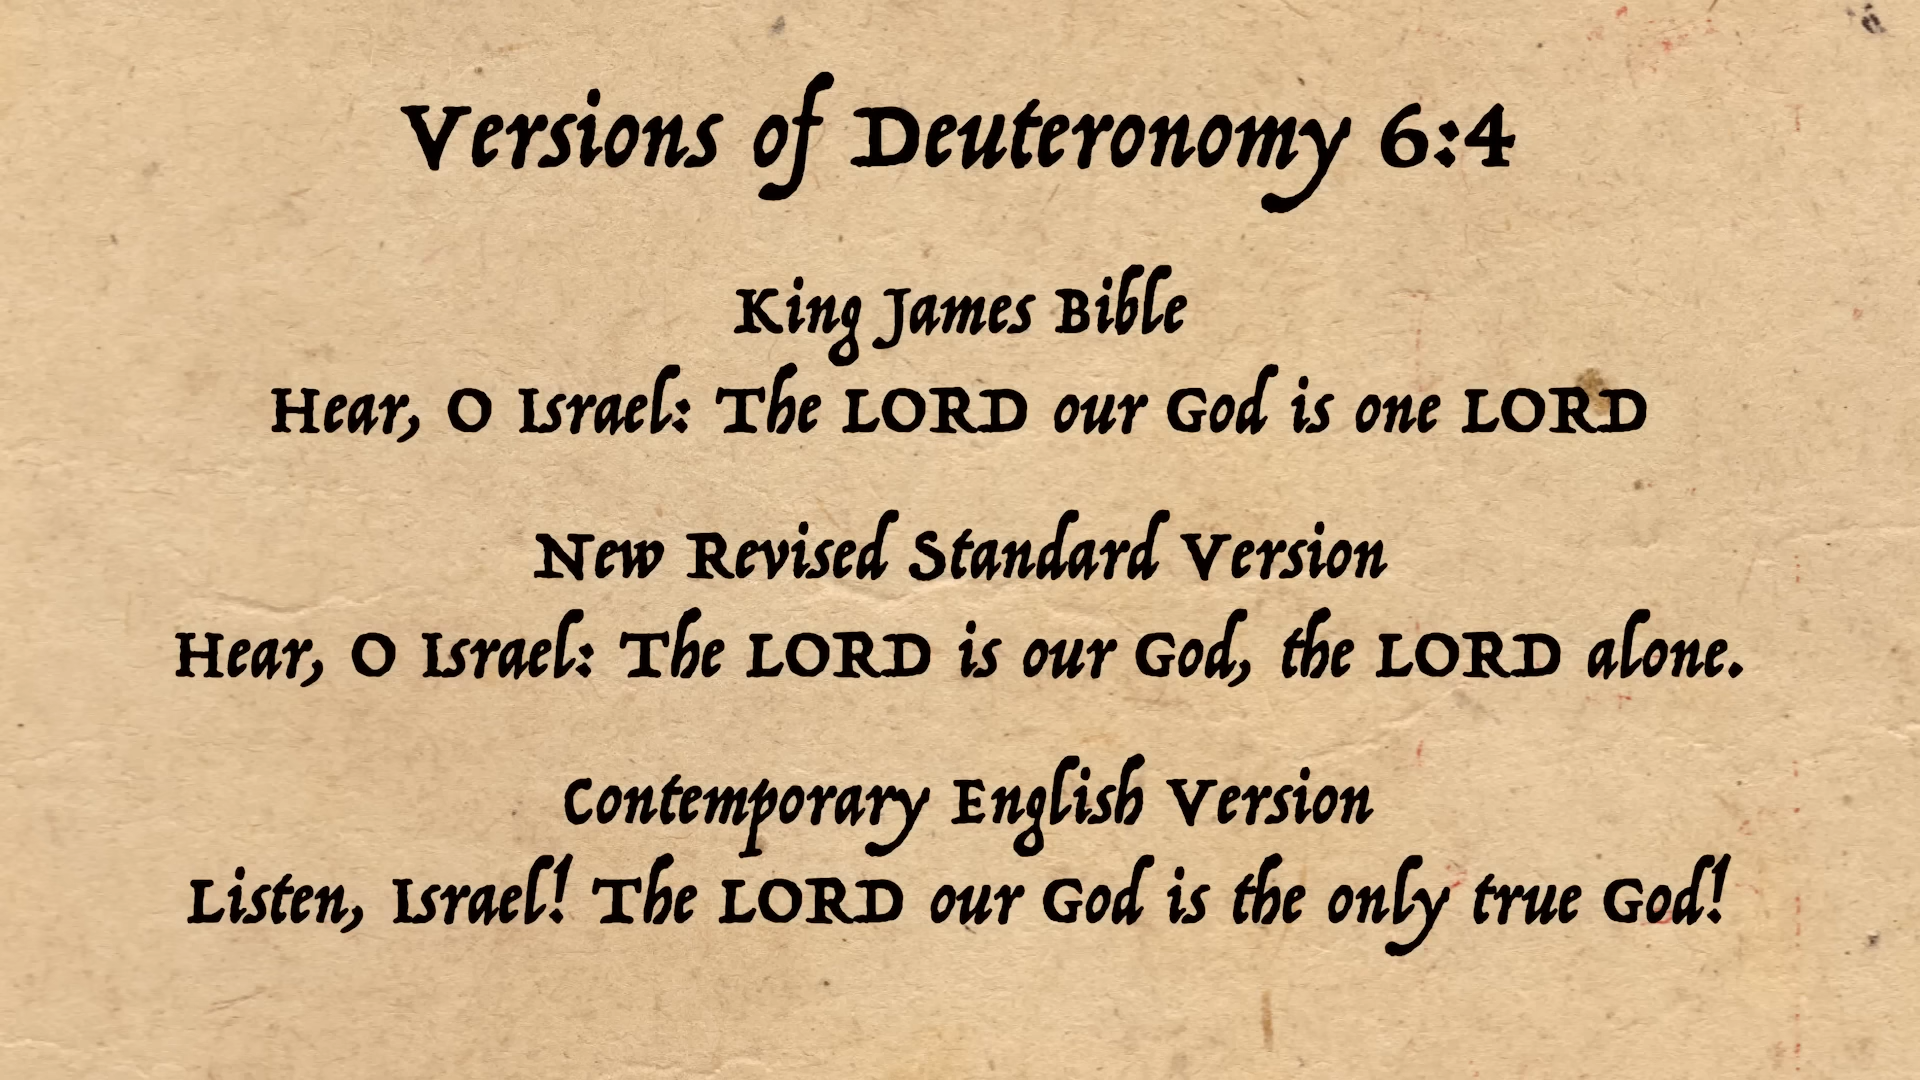 Versions of Deuteronomy 6:4
King James Bible
Hear, O Israel: The LORD our God is one LORD
New Revised Standard Version
Hear, O Israel: The LORD is our God, the LORD alone.
Contemporary English Version
Listen, Israel! The LORD our God is the only true God!